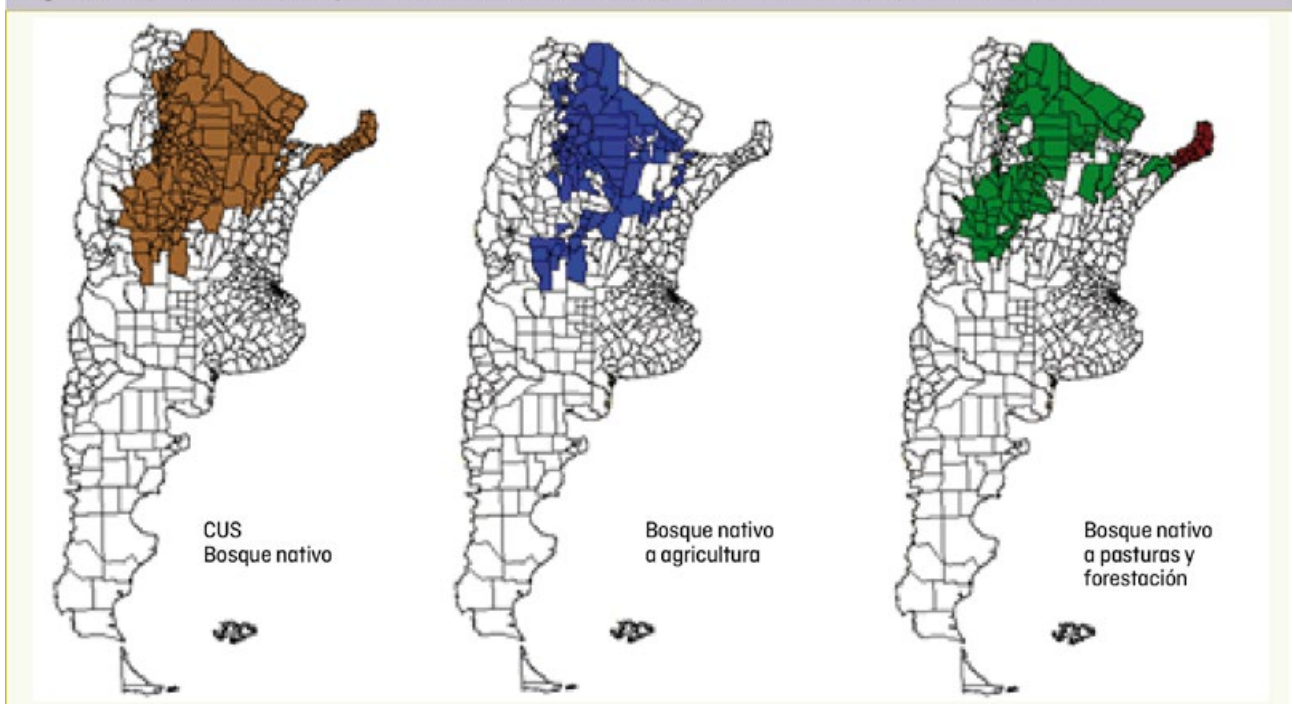 CUS
Bosque nativo
Bosque nativo
a agricultura
Bosque nativo
a pasturas y
forestación